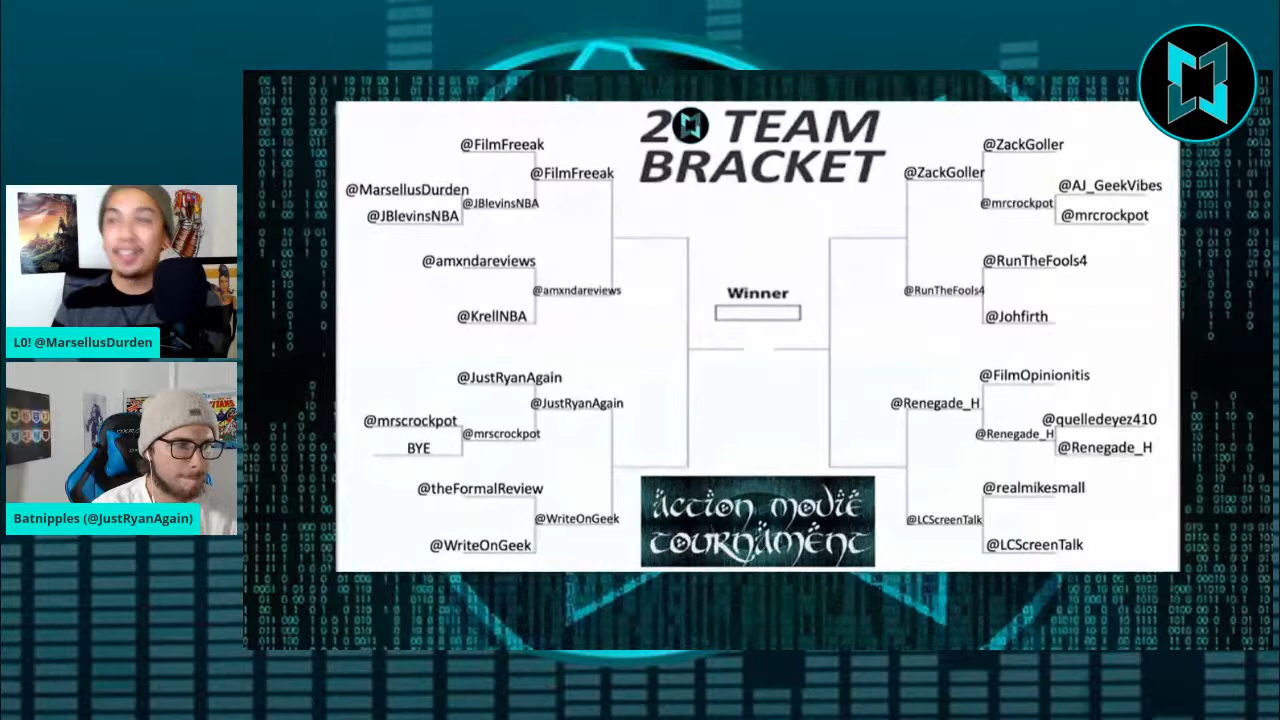 20 TEAM
BRACKET
@FilmFreeak
@FilmFreeak
@MarsellusDurden
@JBlevinsNBA
@JBlevinsNBA
@amxndareviews
@amxndareviews
@KrellNBA
@JustRyanAgain
@JustRyanAgain
@mrscrockpot
@mrscrockpot
BYE
@theFormalReview
@WriteOnGeek
@WriteOnGeek
Winner
@ZackGoller
@ZackGoller
@AJ_GeekVibes
@mrcrockpot
@mrcrockpot
@RunTheFools4
@RunTheFools4
@Johfirth
@FilmOpinionitis
@Renegade_H
@quelledeyez410
@Renegade_H
@Renegade_H
@realmikesmall
@LCScreenTalk
@LCScreenTalk
action movie
tournament
L0! @MarsellusDurden
Batnipples (@JustRyanAgain)